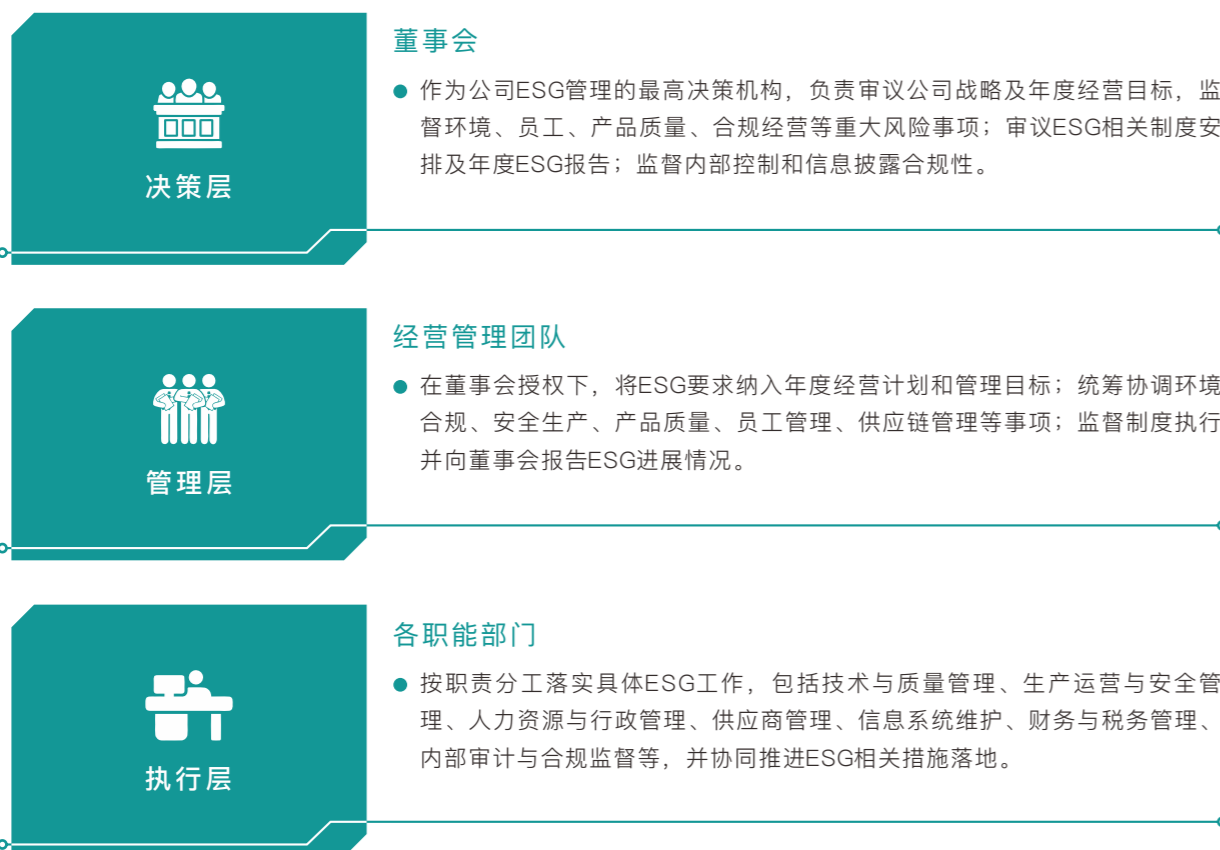 董事会
作为公司ESG管理的最高决策机构，负责审议公司战略及年度经营目标，监
督环境、员工、产品质量、合规经营等重大风险事项；审议ESG相关制度安
排及年度ESG报告；监督内部控制和信息披露合规性。
决策层
经营管理团队
在董事会授权下，将ESG要求纳入年度经营计划和管理目标；统筹协调环境
合规、安全生产、产品质量、员工管理、供应链管理等事项；监督制度执行
并向董事会报告ESG进展情况。
管理层
各职能部门
按职责分工落实具体ESG工作，包括技术与质量管理、生产运营与安全管
理、人力资源与行政管理、供应商管理、信息系统维护、财务与税务管理、
内部审计与合规监督等，并协同推进ESG相关措施落地。
执行层